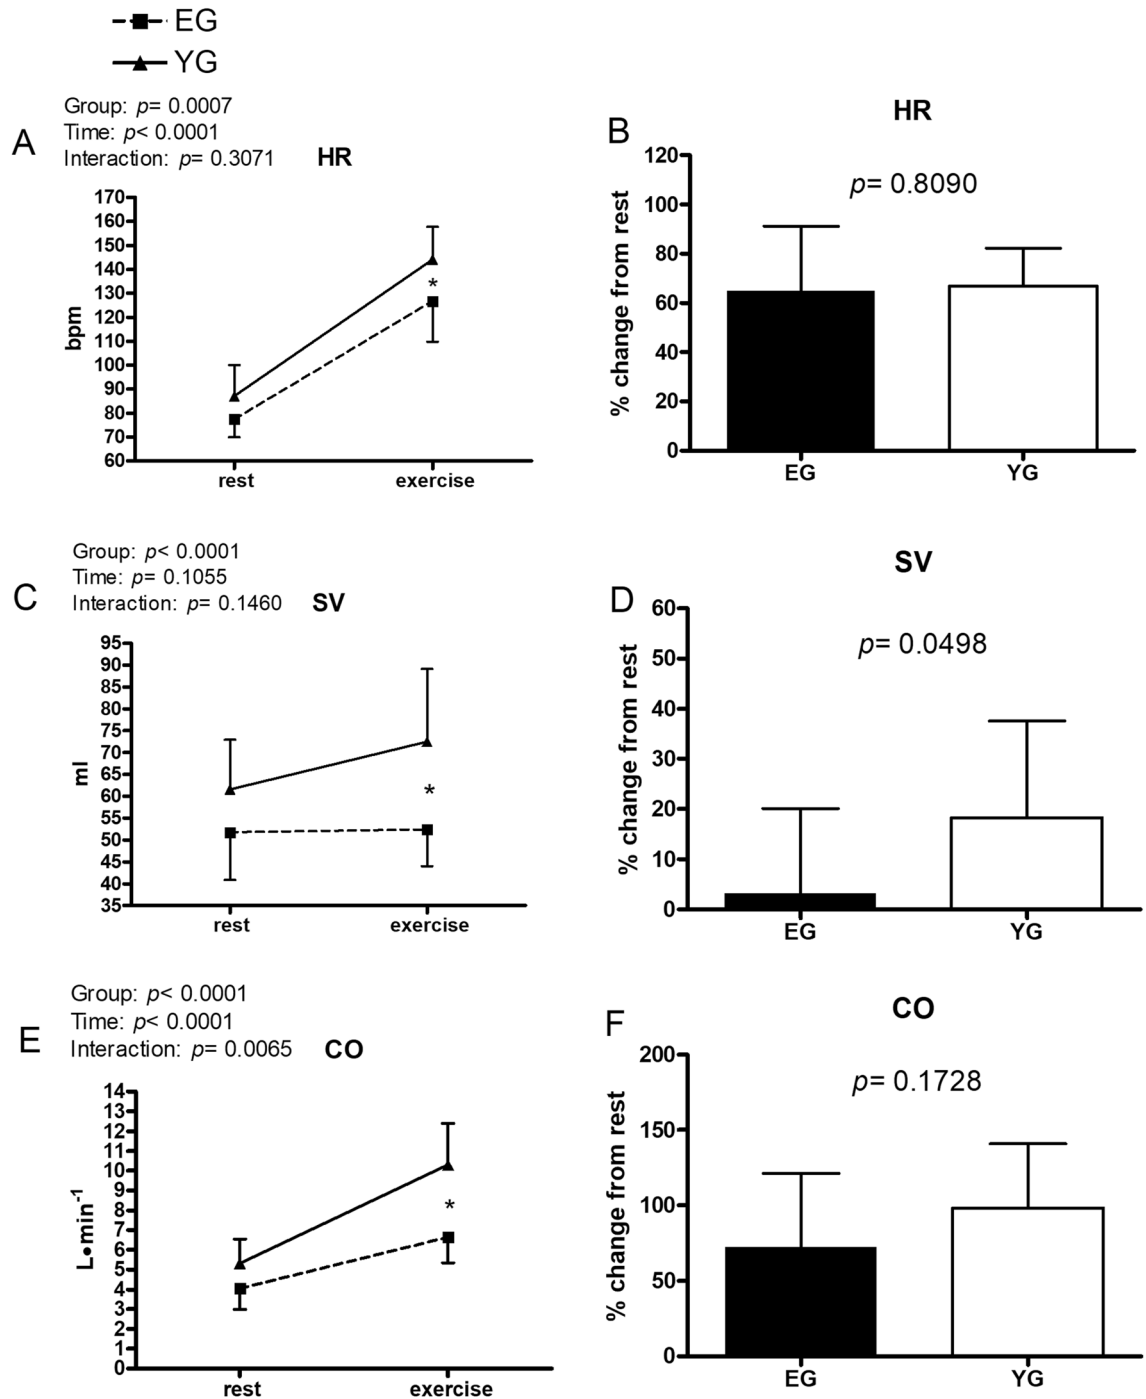 EG
YG
A
Group: p= 0.0007
Time: p< 0.0001
Interaction: p= 0.3071
HR
170
160
150
140
130
120
110
100
90
80
70
60
bpm
*
rest exercise
B
HR
p= 0.8090
120
100
80
60
40
20
0
% change from rest
EG YG
C
Group: p< 0.0001
Time: p= 0.1055
Interaction: p= 0.1460
SV
95
90
85
80
75
70
65
60
55
50
45
40
35
ml
*
rest exercise
D
SV
p= 0.0498
60
50
40
30
20
10
0
% change from rest
EG YG
E
Group: p< 0.0001
Time: p< 0.0001
Interaction: p= 0.0065
CO
14
13
12
11
10
9
8
7
6
5
4
3
2
1
0
L•min⁻¹
*
rest exercise
F
CO
p= 0.1728
200
150
100
50
0
% change from rest
EG YG